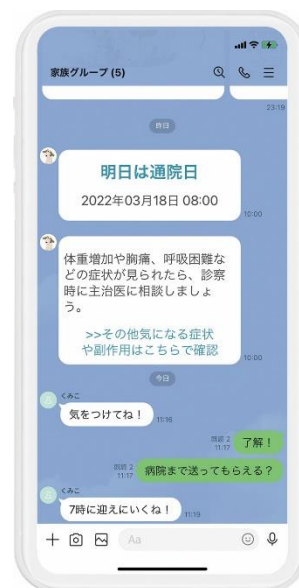 家族グループ (5)
23:19
昨日
明日は通院日
2022年03月18日 08:00
10:00
体重増加や胸痛、呼吸困難な
どの症状が見られたら、診察
時に主治医に相談しましょ
う。
>>その他気になる症状
や副作用はこちらで確認
10:00
今日
くみこ
気をつけてね！
11:16
既読 2
11:17
了解！
既読 2
11:17
病院まで送ってもらえる？
くみこ
7時に迎えにいくね！
11:19
Aa